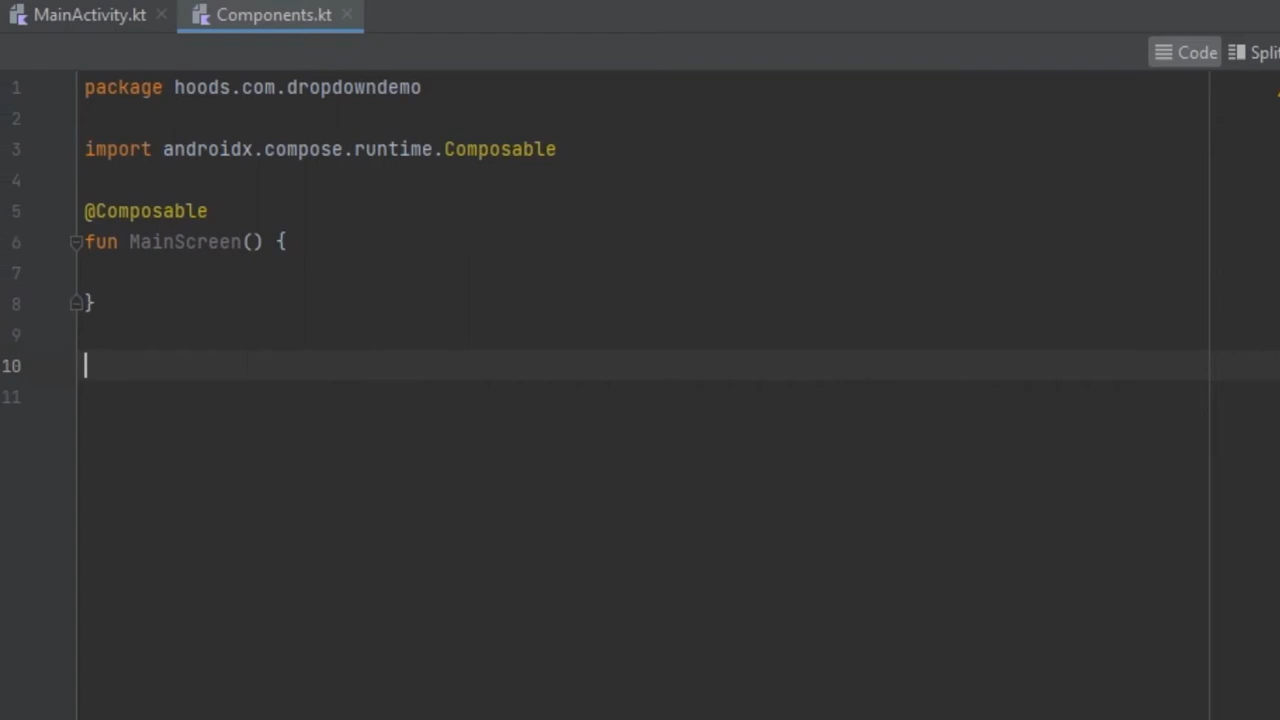 MainActivity.kt
Components.kt
Code
Split
1 package hoods.com.dropdowndemo
2
3 import androidx.compose.runtime.Composable
4
5 @Composable
6 fun MainScreen() {
7
8 }
9
10
11